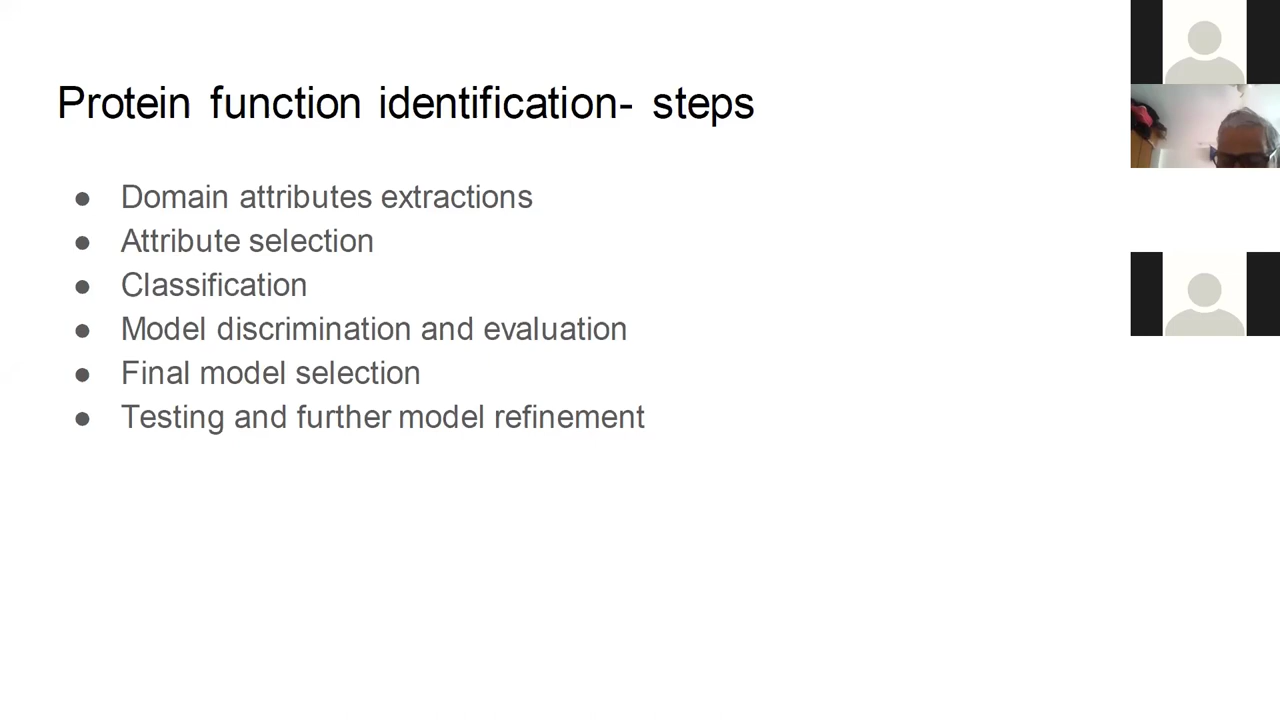 Protein function identification- steps
● Domain attributes extractions
● Attribute selection
● Classification
● Model discrimination and evaluation
● Final model selection
● Testing and further model refinement